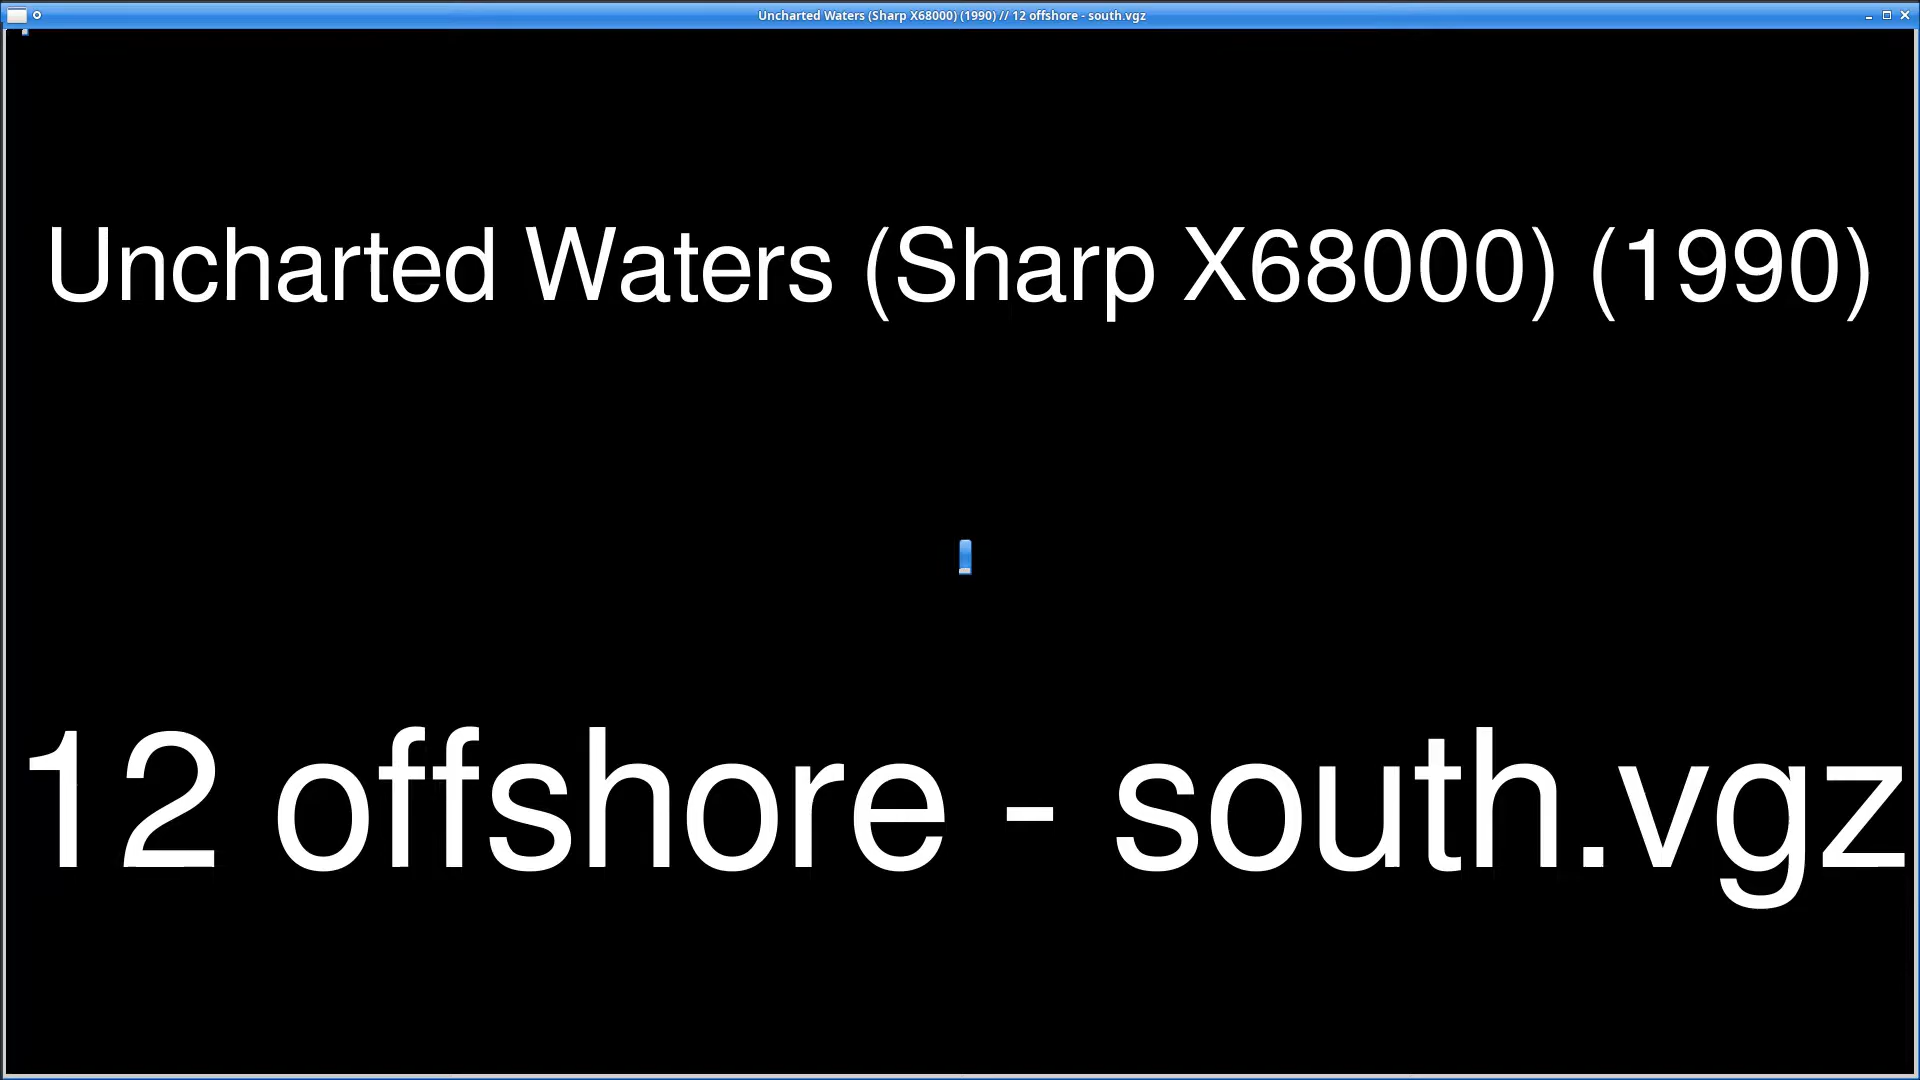 Uncharted Waters (Sharp X68000) (1990) // 12 offshore - south.vgz
Uncharted Waters (Sharp X68000) (1990)
12 offshore - south.vgz